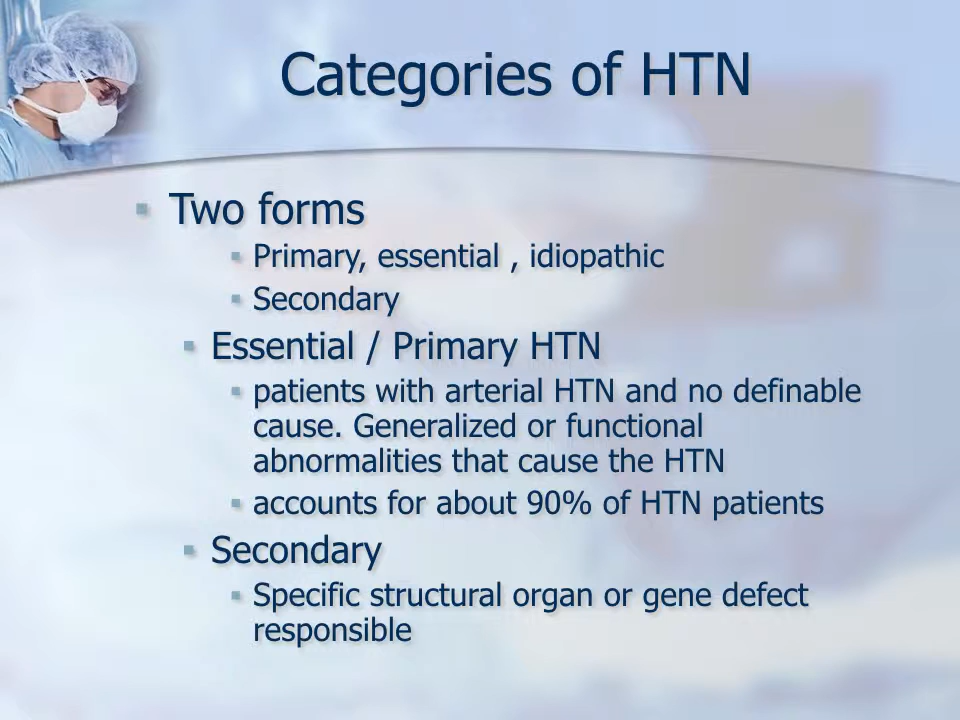 Categories of HTN
Two forms
Primary, essential , idiopathic
Secondary
Essential / Primary HTN
patients with arterial HTN and no definable
cause. Generalized or functional
abnormalities that cause the HTN
accounts for about 90% of HTN patients
Secondary
Specific structural organ or gene defect
responsible